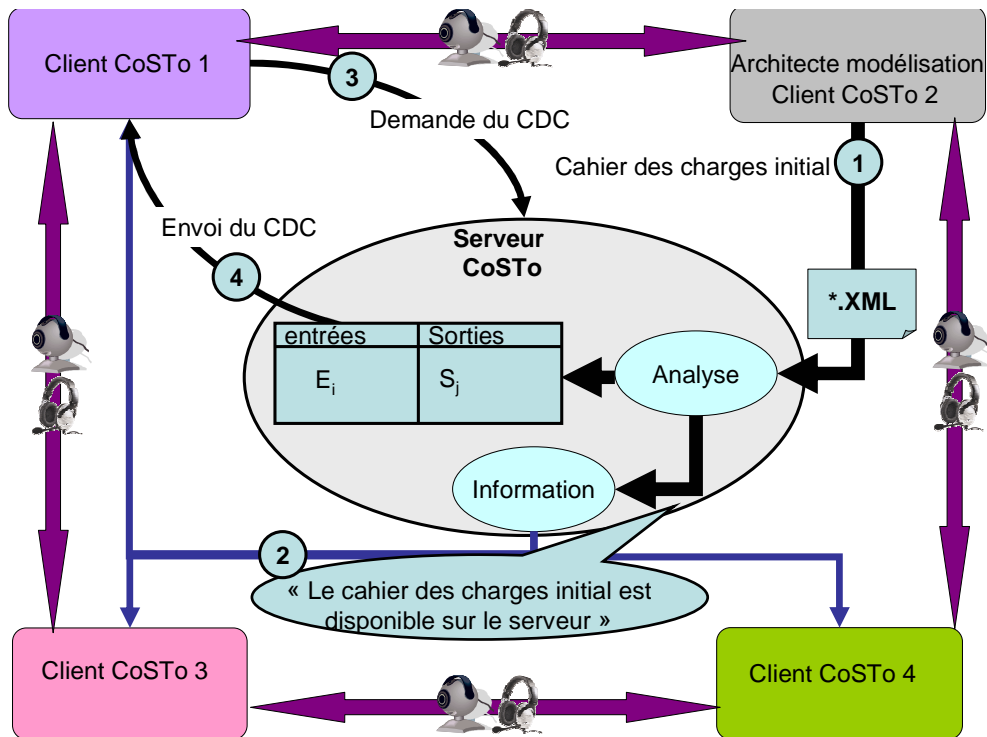 Client CoSTo 1
Architecte modélisation
Client CoSTo 2
3
Demande du CDC
Cahier des charges initial
1
Envoi du CDC
4
Serveur
CoSTo
*.XML
entrées
Sorties
Ei
Sj
Analyse
Information
2
« Le cahier des charges initial est
disponible sur le serveur »
Client CoSTo 3
Client CoSTo 4